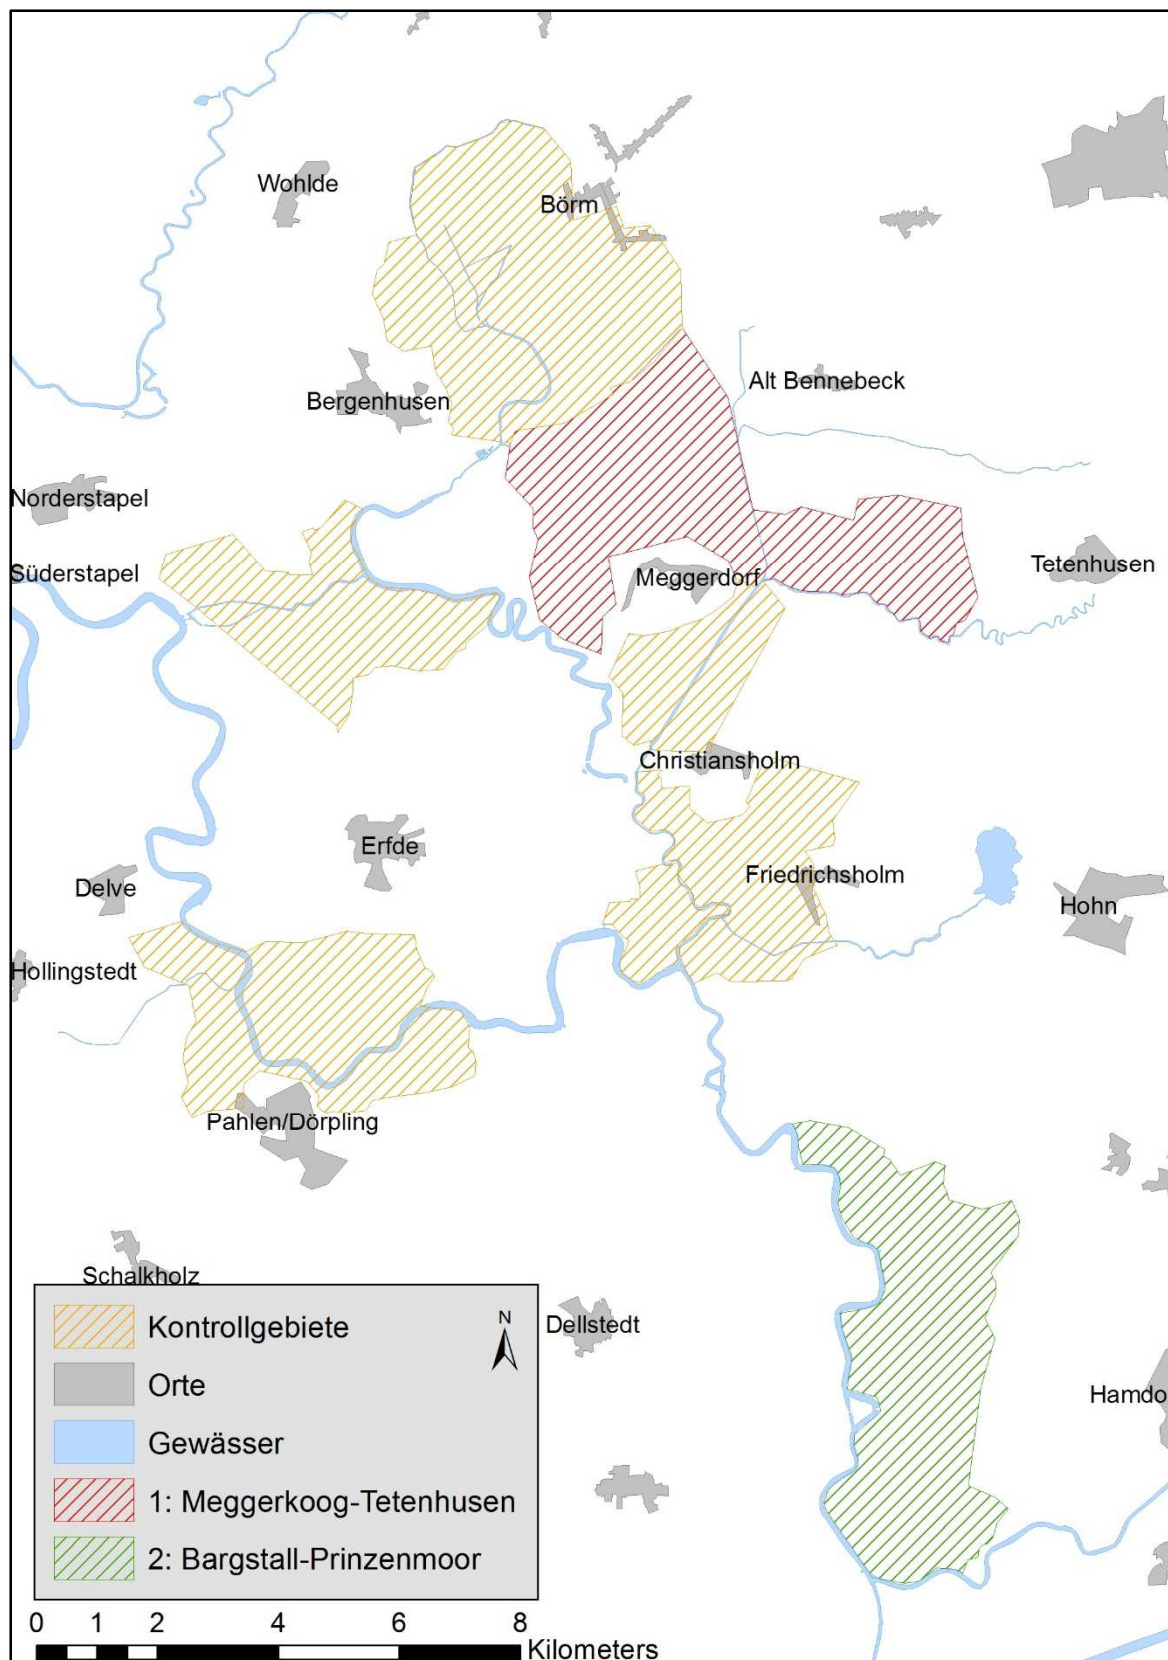 Wohlde
Börm
Alt Bennebeck
Bergenhusen
Norderstapel
Süderstapel
Meggerdorf
Tetenhusen
Christiansholm
Erfde
Friedrichsholm
Delve
Hohn
Hollingstedt
Pahlen/Dörpling
Schalkholz
Dellstedt
Hamdo
N
Kontrollgebiete
Orte
Gewässer
1: Meggerkoog-Tetenhusen
2: Bargstall-Prinzenmoor
0 1 2 4 6 8
Kilometers